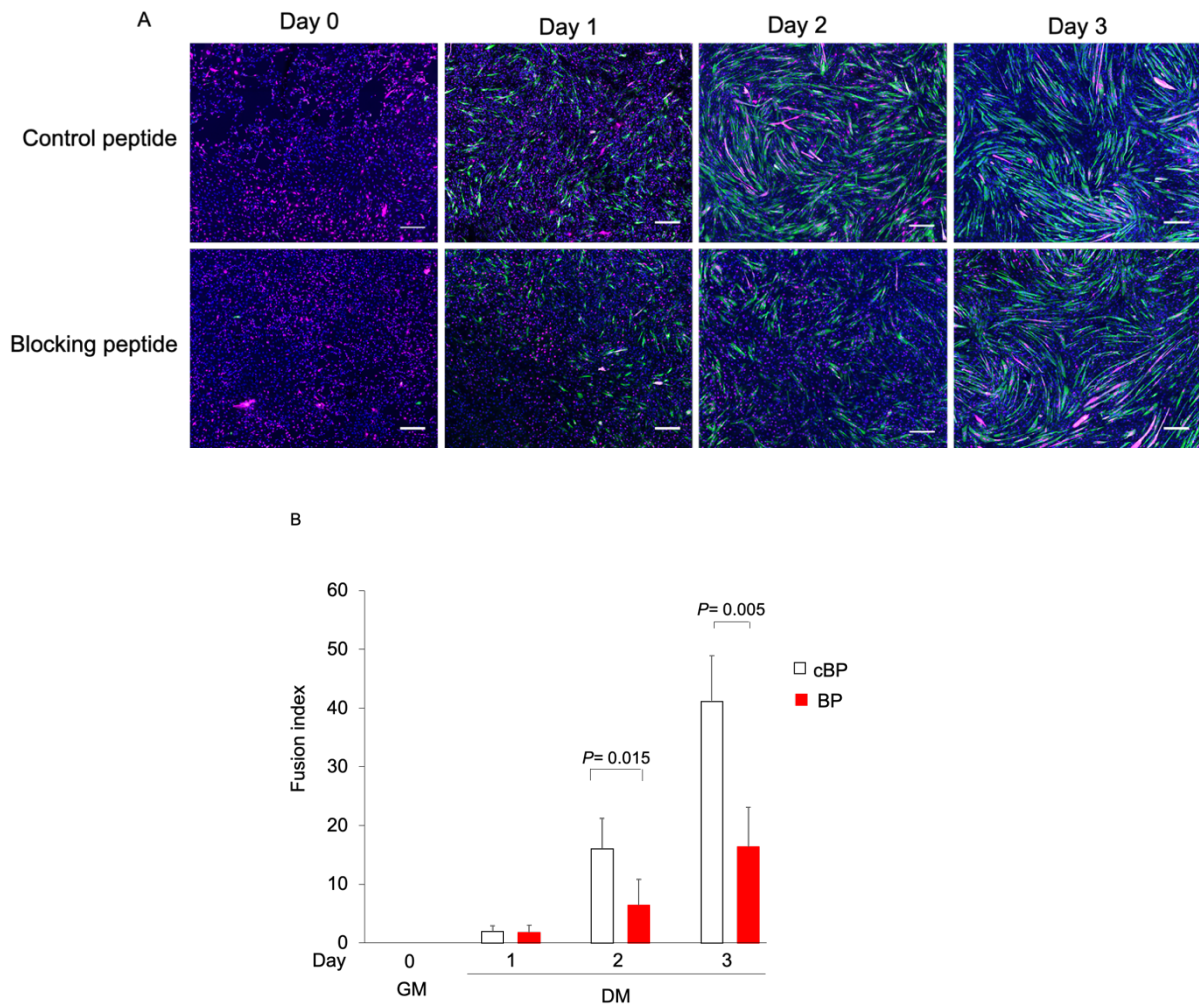 A
Day 0 Day 1 Day 2 Day 3
Control peptide
Blocking peptide
B
Fusion index
60
50
40
30
20
10
0
P= 0.015
P= 0.005
cBP
BP
Day 0 1 2 3
GM DM